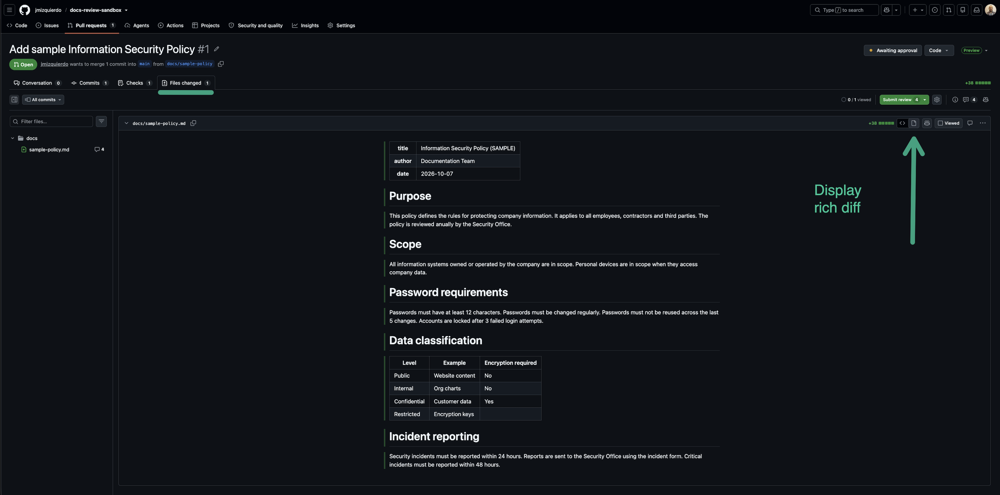 jmizquierdo / docs-review-sandbox
Type / to search
Code
Issues
Pull requests 1
Agents
Actions
Projects
Security and quality
Insights
Settings
Add sample Information Security Policy #1
Awaiting approval
Code
Preview
Open
jmizquierdo wants to merge 1 commit into main from docs/sample-policy
Conversation 0
Commits 1
Checks 1
Files changed 1
+38
All commits
0 / 1 viewed
Submit review 4
4
Filter files...
docs
sample-policy.md 4
docs/sample-policy.md
+38
Viewed
title Information Security Policy (SAMPLE)
author Documentation Team
date 2026-10-07
Display
rich diff
Purpose
This policy defines the rules for protecting company information. It applies to all employees, contractors and third parties. The
policy is reviewed anually by the Security Office.
Scope
All information systems owned or operated by the company are in scope. Personal devices are in scope when they access
company data.
Password requirements
Passwords must have at least 12 characters. Passwords must be changed regularly. Passwords must not be reused across the last
5 changes. Accounts are locked after 3 failed login attempts.
Data classification
Level Example Encryption required
Public Website content No
Internal Org charts No
Confidential Customer data Yes
Restricted Encryption keys
Incident reporting
Security incidents must be reported within 24 hours. Reports are sent to the Security Office using the incident form. Critical
incidents must be reported within 48 hours.